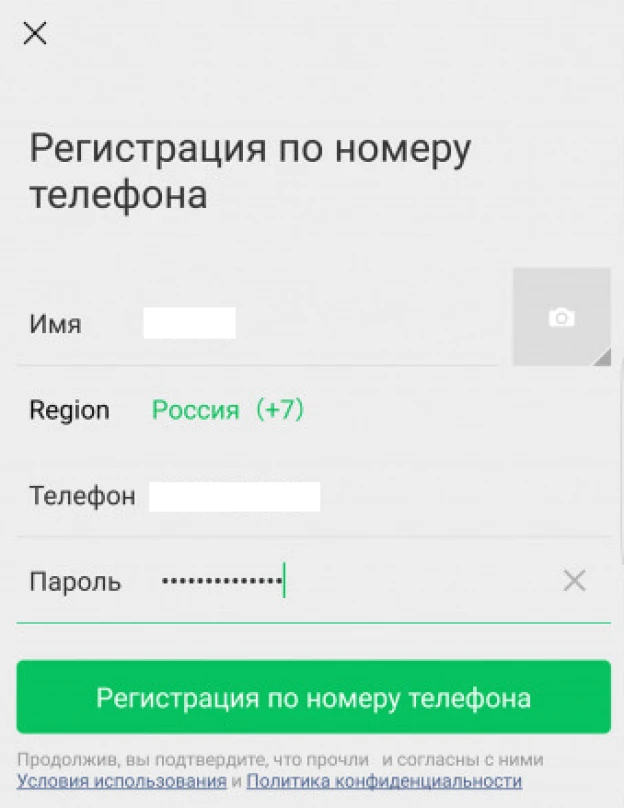 Регистрация по номеру
телефона
Имя
Region Россия (+7)
Телефон
Пароль ••••••••••••••
Регистрация по номеру телефона
Продолжив, вы подтвердите, что прочли и согласны с ними
Условия использования и Политика конфиденциальности